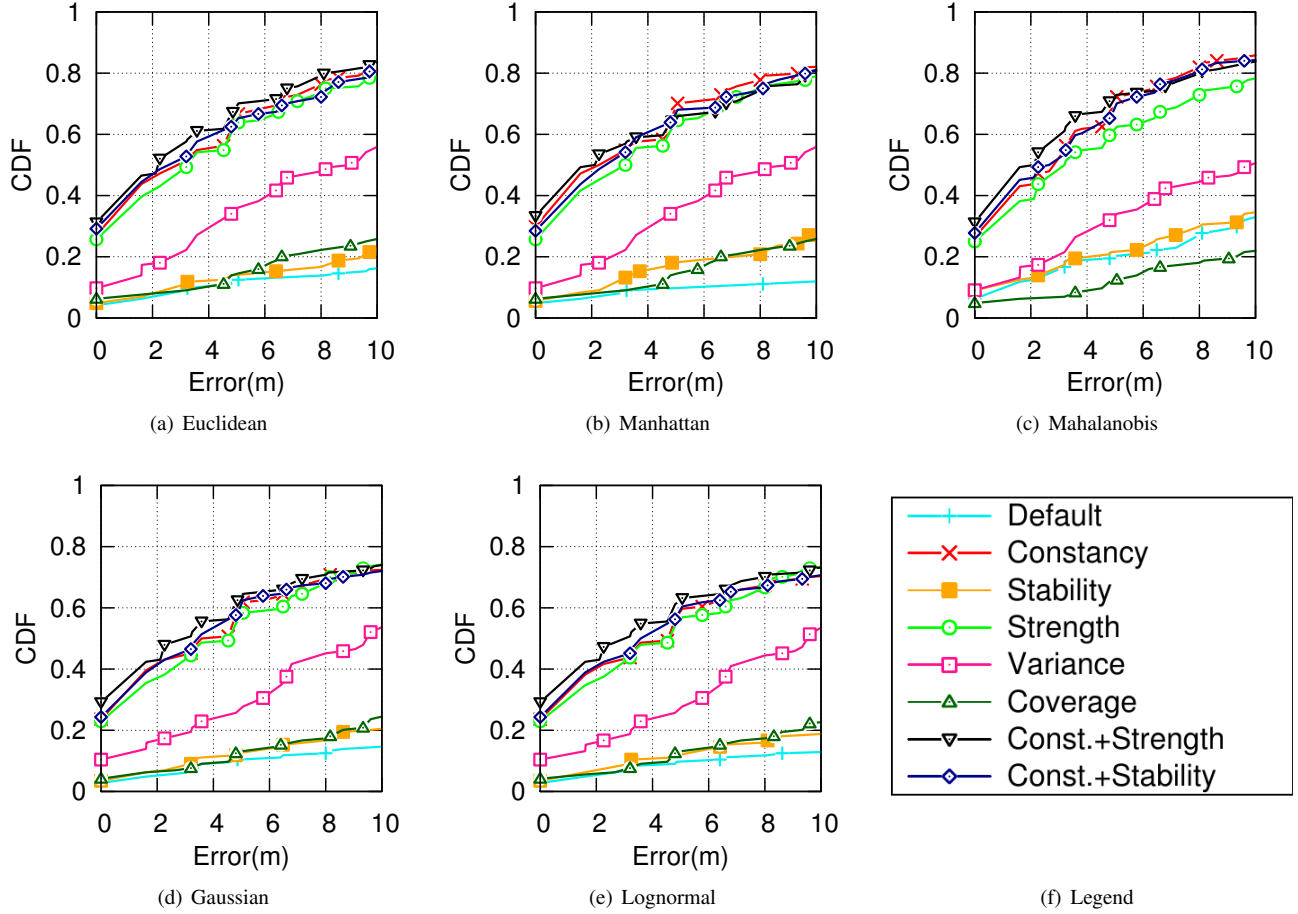 1
0.8
0.6
0.4
0.2
0
CDF
0 2 4 6 8 10
Error(m)
(a) Euclidean
1
0.8
0.6
0.4
0.2
0
CDF
0 2 4 6 8 10
Error(m)
(b) Manhattan
1
0.8
0.6
0.4
0.2
0
CDF
0 2 4 6 8 10
Error(m)
(c) Mahalanobis
1
0.8
0.6
0.4
0.2
0
CDF
0 2 4 6 8 10
Error(m)
(d) Gaussian
1
0.8
0.6
0.4
0.2
0
CDF
0 2 4 6 8 10
Error(m)
(e) Lognormal
Default
Constancy
Stability
Strength
Variance
Coverage
Const.+Strength
Const.+Stability
(f) Legend